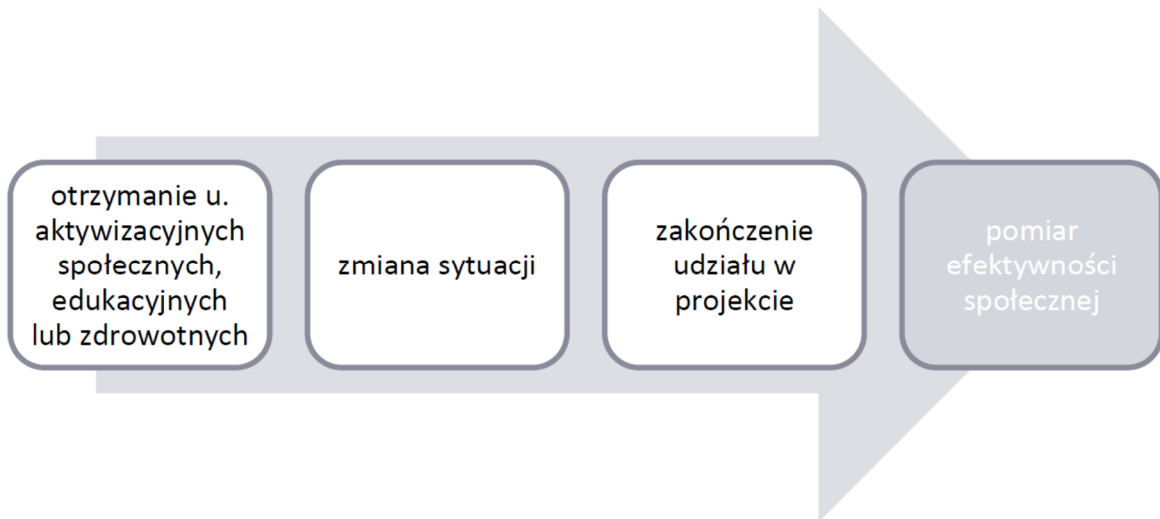 otrzymanie u.
aktywizacyjnych
społecznych,
edukacyjnych
lub zdrowotnych
zmiana sytuacji
zakończenie
udziału w
projekcie
pomiar
efektywności
społecznej